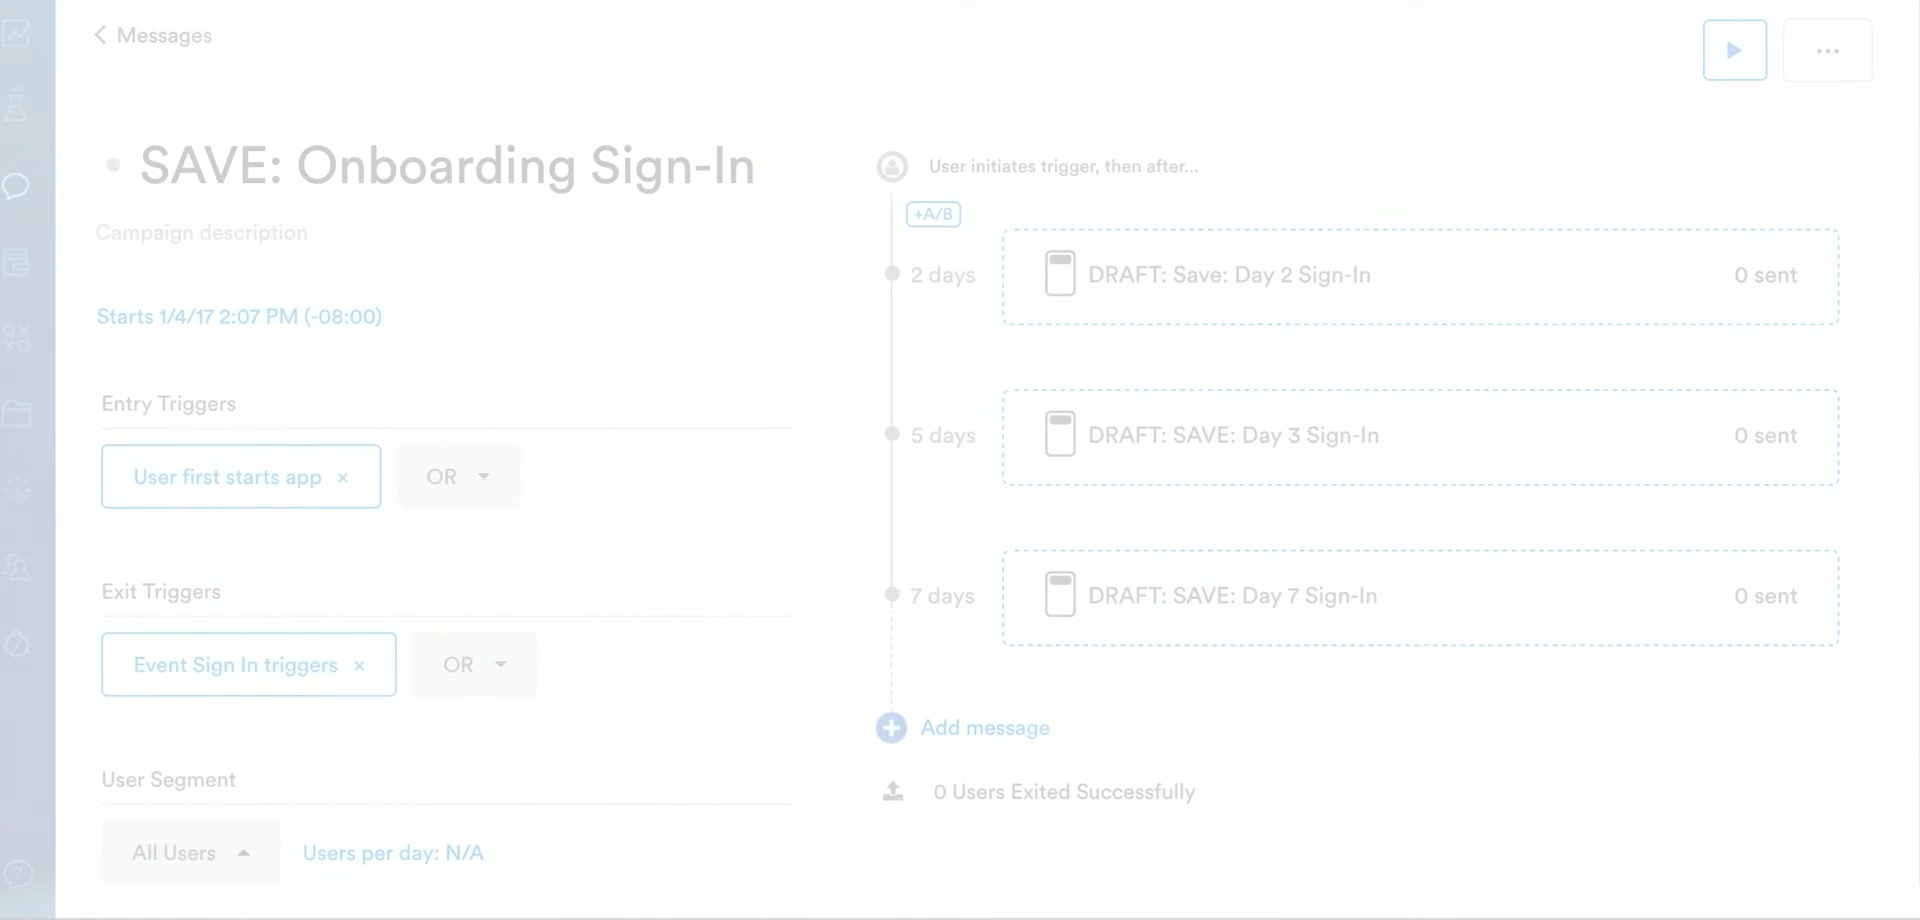 Messages
SAVE: Onboarding Sign-In
Campaign description
Starts 1/4/17 2:07 PM (-08:00)
Entry Triggers
User first starts app ×
OR
Exit Triggers
Event Sign In triggers ×
OR
User Segment
All Users
Users per day: N/A
User initiates trigger, then after...
+A/B
2 days
DRAFT: Save: Day 2 Sign-In
0 sent
5 days
DRAFT: SAVE: Day 3 Sign-In
0 sent
7 days
DRAFT: SAVE: Day 7 Sign-In
0 sent
Add message
0 Users Exited Successfully